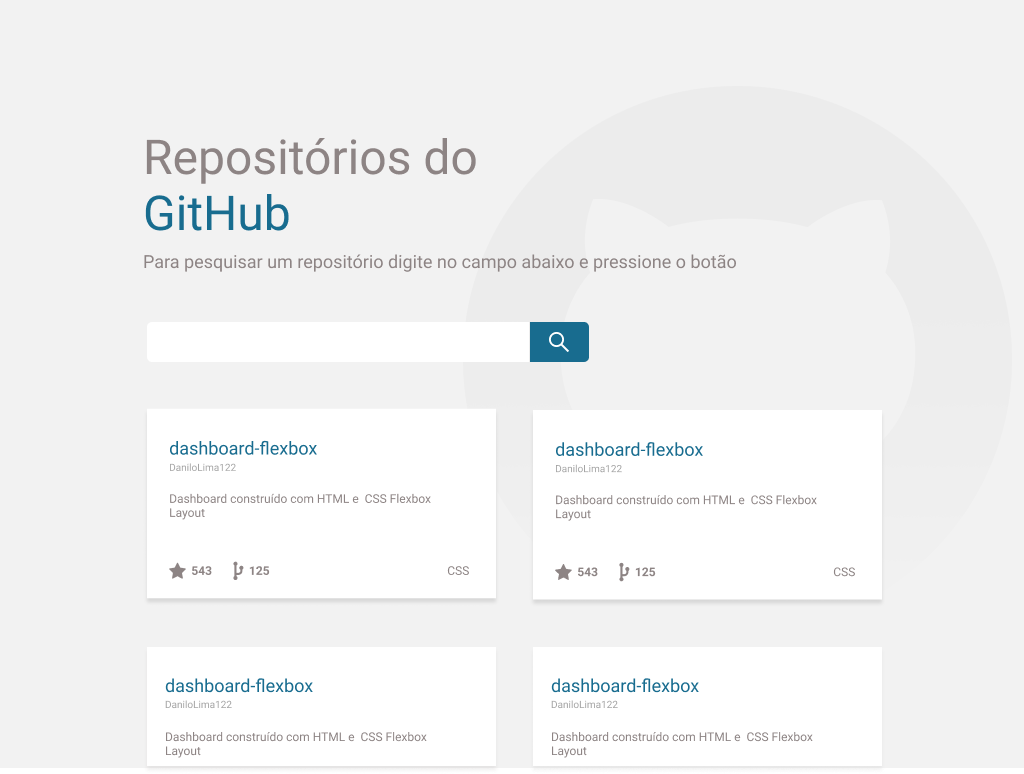 Repositórios do
GitHub
Para pesquisar um repositório digite no campo abaixo e pressione o botão
dashboard-flexbox
DaniloLima122
Dashboard construído com HTML e  CSS Flexbox
Layout
543 125 CSS
dashboard-flexbox
DaniloLima122
Dashboard construído com HTML e  CSS Flexbox
Layout
543 125 CSS
dashboard-flexbox
DaniloLima122
Dashboard construído com HTML e  CSS Flexbox
Layout
dashboard-flexbox
DaniloLima122
Dashboard construído com HTML e  CSS Flexbox
Layout